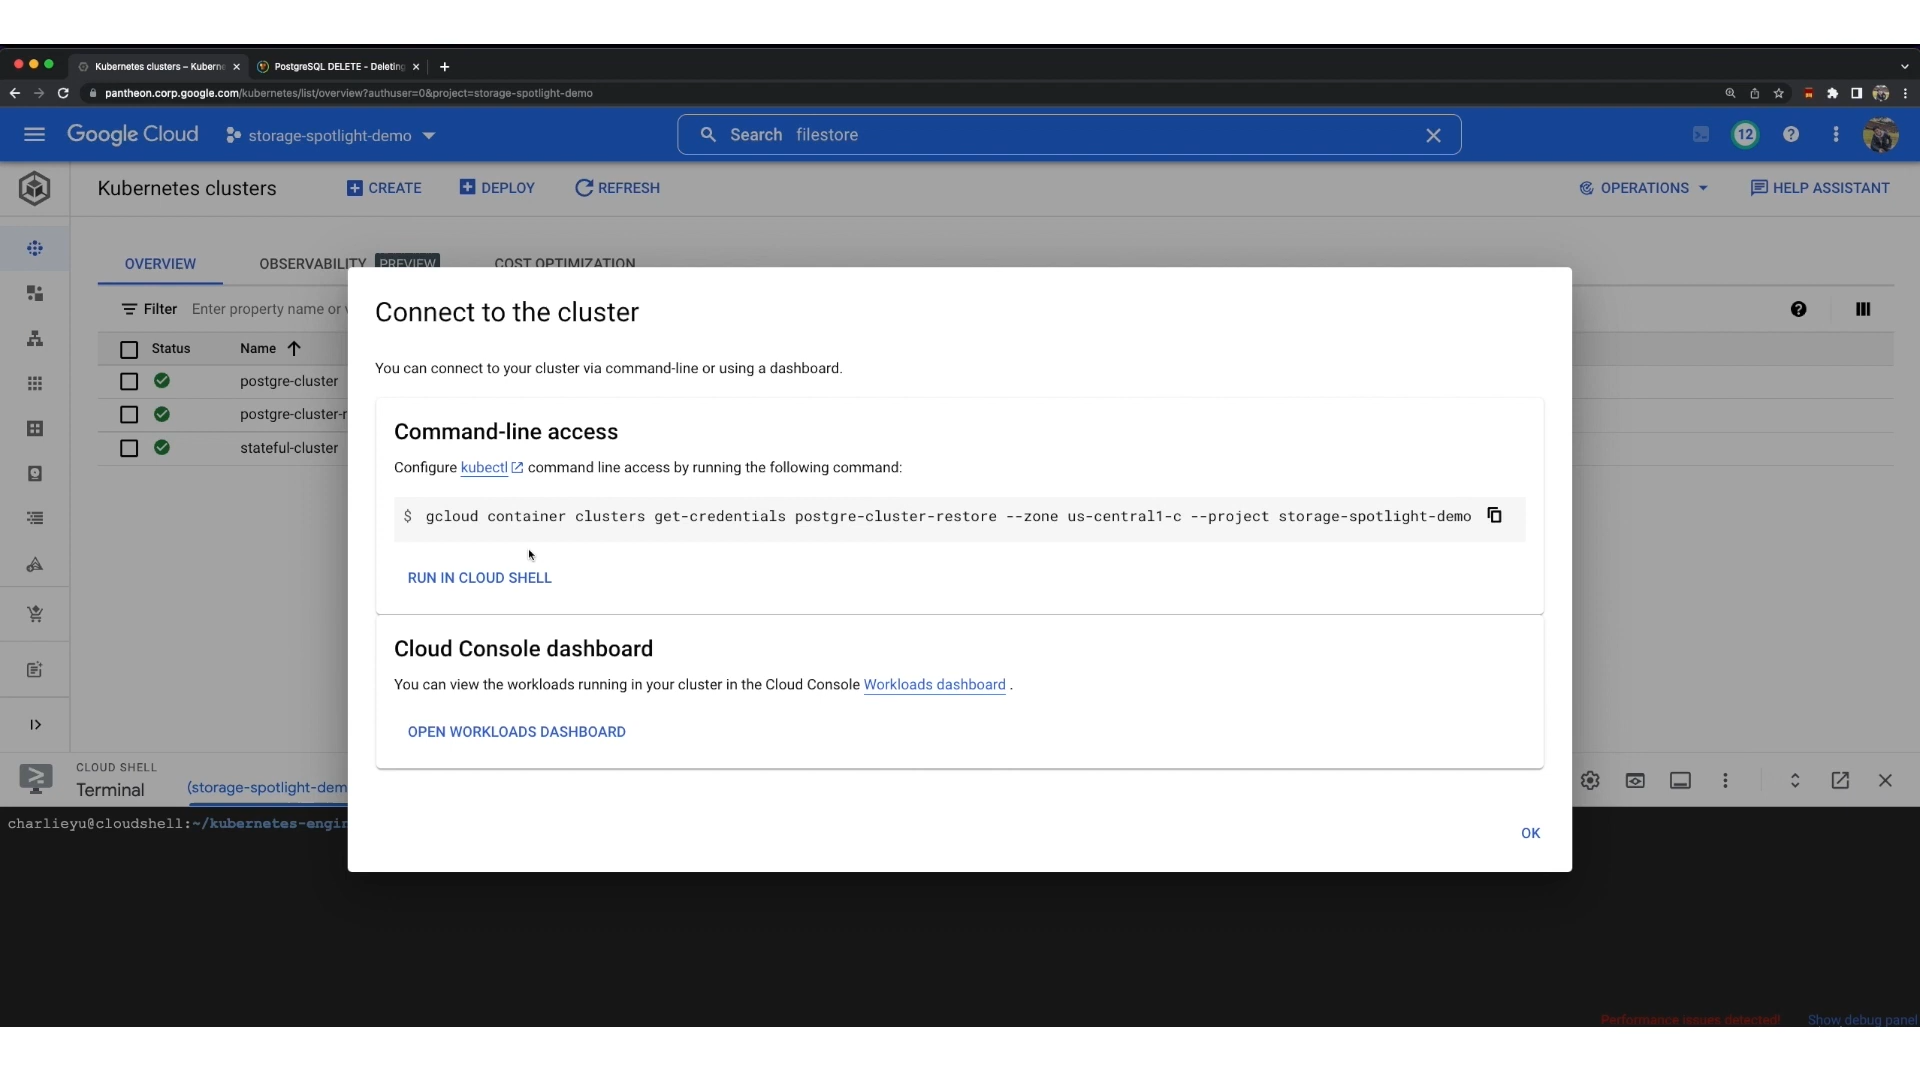 Kubernetes clusters – Kuberne
PostgreSQL DELETE - Deleting
pantheon.corp.google.com/kubernetes/list/overview?authuser=0&project=storage-spotlight-demo
Google Cloud
storage-spotlight-demo
Search filestore
12
Kubernetes clusters
CREATE
DEPLOY
REFRESH
OPERATIONS
HELP ASSISTANT
OVERVIEW
OBSERVABILITY PREVIEW
COST OPTIMIZATION
Filter Enter property name or v
Status Name
postgre-cluster
postgre-cluster-r
stateful-cluster
Connect to the cluster
You can connect to your cluster via command-line or using a dashboard.
Command-line access
Configure kubectl command line access by running the following command:
$ gcloud container clusters get-credentials postgre-cluster-restore --zone us-central1-c --project storage-spotlight-demo
RUN IN CLOUD SHELL
Cloud Console dashboard
You can view the workloads running in your cluster in the Cloud Console Workloads dashboard .
OPEN WORKLOADS DASHBOARD
OK
CLOUD SHELL
Terminal
(storage-spotlight-dem
charlieyu@cloudshell:~/kubernetes-engin
Performance issues detected!
Show debug panel